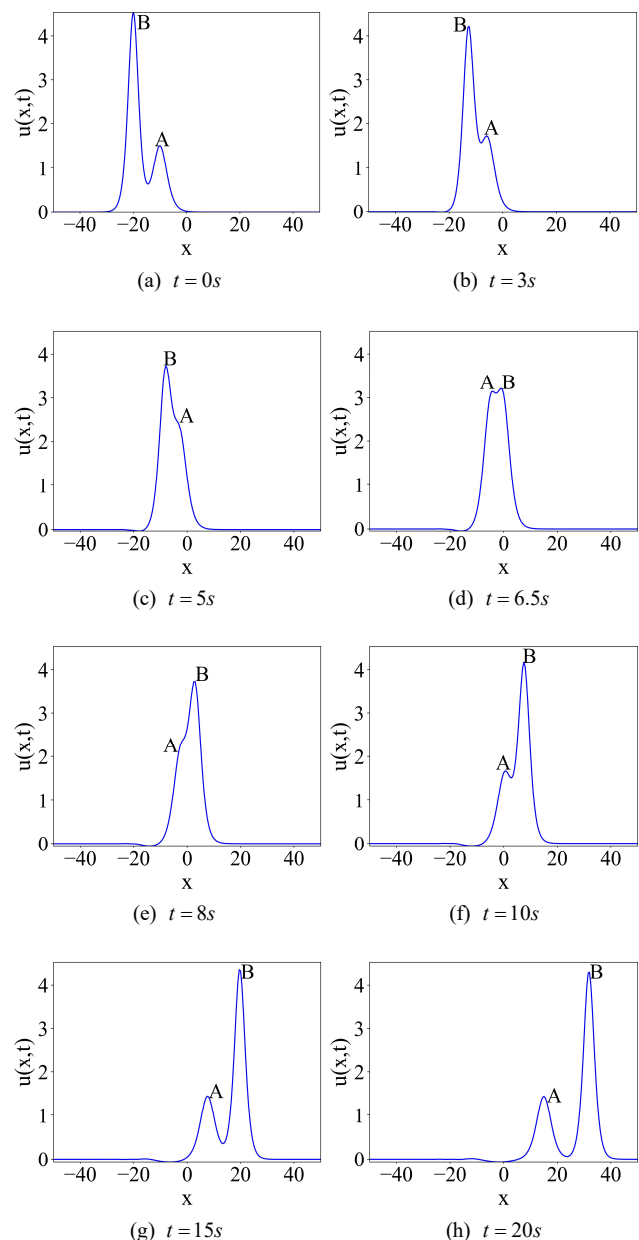 u(x,t)
4
3
2
1
0
B
A
−40 −20 0 20 40
x
(a) t = 0s
u(x,t)
4
3
2
1
0
B
A
−40 −20 0 20 40
x
(b) t = 3s
u(x,t)
4
3
2
1
0
B
A
−40 −20 0 20 40
x
(c) t = 5s
u(x,t)
4
3
2
1
0
A B
−40 −20 0 20 40
x
(d) t = 6.5s
u(x,t)
4
3
2
1
0
B
A
−40 −20 0 20 40
x
(e) t = 8s
u(x,t)
4
3
2
1
0
B
A
−40 −20 0 20 40
x
(f) t = 10s
u(x,t)
4
3
2
1
0
B
A
−40 −20 0 20 40
x
(g) t = 15s
u(x,t)
4
3
2
1
0
B
A
−40 −20 0 20 40
x
(h) t = 20s